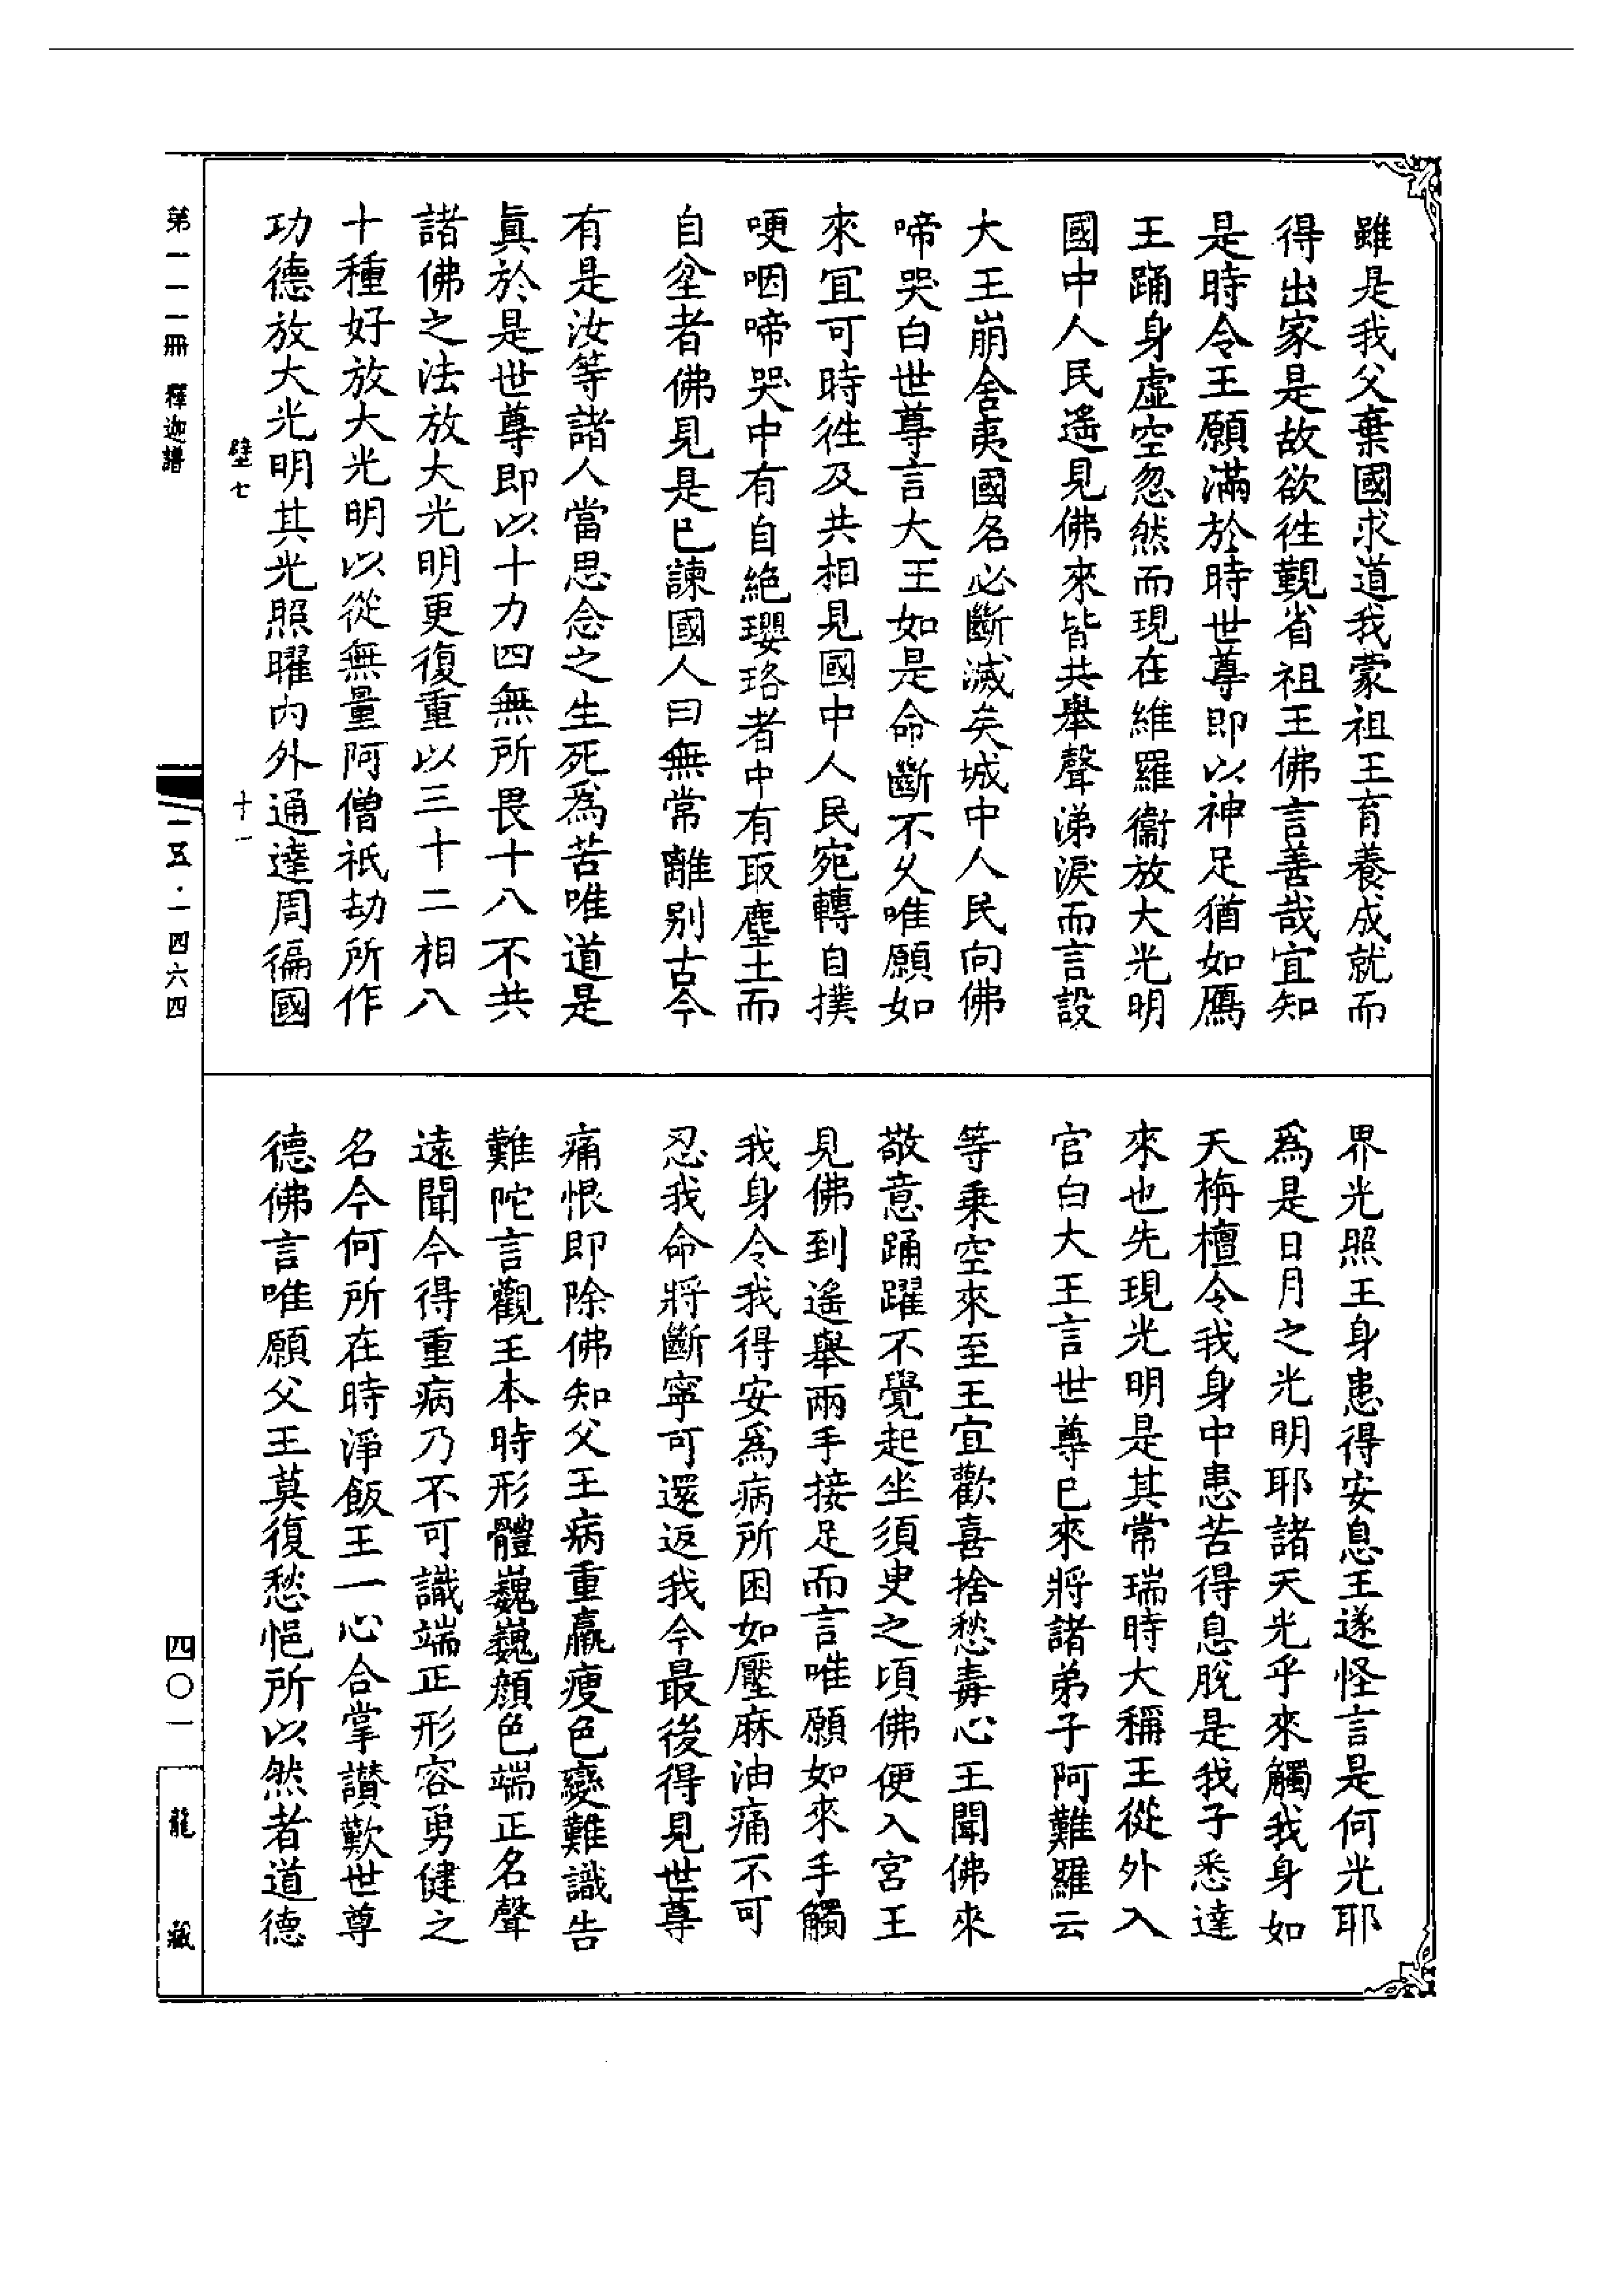 雖是我父棄國求道我蒙祖王育養成就而
得出家是故欲徃覲省祖王佛言善哉宜知
是時令王願滿於時世尊即以神足猶如鴈
王踊身虛空忽然而現在維羅衞放大光明
國中人民遙見佛來皆共舉聲涕淚而言設
大王崩舍夷國名必斷滅矣城中人民向佛
啼哭白世尊言大王如是命斷不久唯願如
來宜可時徃及共相見國中人民宛轉自撲
哽咽啼哭中有自絶瓔珞者中有取塵土而
自坌者佛見是已諫國人曰無常離别古今
有是汝等諸人當思念之生死爲苦唯道是
眞於是世尊即以十力四無所畏十八不共
諸佛之法放大光明更復重以三十二相八
十種好放大光明以從無量阿僧祇劫所作
功德放大光明其光照曜内外通達周徧國
壁七 十一
界光照王身患得安息王遂怪言是何光耶
爲是日月之光明耶諸天光乎來觸我身如
天栴檀令我身中患苦得息脫是我子悉達
來也先現光明是其常瑞時大稱王從外入
官白大王言世尊已來將諸弟子阿難羅云
等乘空來至王宜歡喜捨愁毒心王聞佛來
敬意踊躍不覺起坐須臾之頃佛便入宮王
見佛到遙舉兩手接足而言唯願如來手觸
我身令我得安爲病所困如壓麻油痛不可
忍我命將斷寧可還返我今最後得見世尊
痛恨即除佛知父王病重羸瘦色變難識告
難陀言觀王本時形體巍巍顔色端正名聲
遠聞今得重病乃不可識端正形容勇健之
名今何所在時淨飯王一心合掌讃歎世尊
德佛言唯願父王莫復愁悒所以然者道德
第一一一冊 釋迦譜
一五·一四六四
四〇一
龍藏